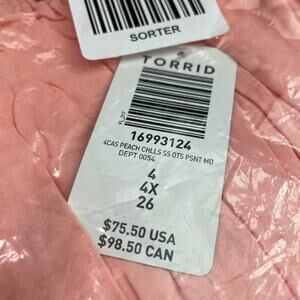 SORTER
TORRID
16993124
4CAS PEACH CHLLS SS OTS PSNT MD
DEPT 0054
4
4X
26
$75.50 USA
$98.50 CAN